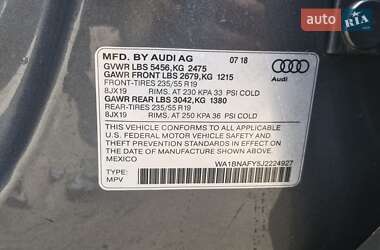 AUTO RIA
MFD. BY AUDI AG 07 18
GVWR LBS 5456,KG 2475
GAWR FRONT LBS 2679,KG 1215
FRONT-TIRES 235/55 R19
8JX19 RIMS. AT 230 KPA 33 PSI COLD
GAWR REAR LBS 3042,KG 1380
REAR-TIRES 235/55 R19
8JX19 RIMS. AT 250 KPA 36 PSI COLD
Audi
THIS VEHICLE CONFORMS TO ALL APPLICABLE
U.S. FEDERAL MOTOR VEHICLE SAFETY
STANDARDS IN EFFECT ON THE
DATE OF MANUFACTURE SHOWN ABOVE
MEXICO
TYPE: WA1BNAFY5J2224927
MPV